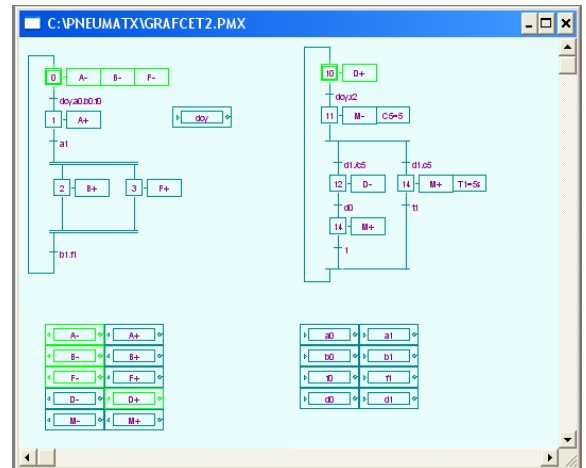 C:\PNEUMATX\GRAFCET2.PMX
0 A- B- F-
dcy.a0.b0.f0
1 A+
dcy
a1
2 B+ 3 F+
b1.f1
10 D+
dcy.z2
11 M- C5=5
d1./c5 d1.c5
12 D- 14 M+ T1=5s
d0 t1
14 M+
1
A- A+
B- B+
F- F+
D- D+
M- M+
a0 a1
b0 b1
f0 f1
d0 d1